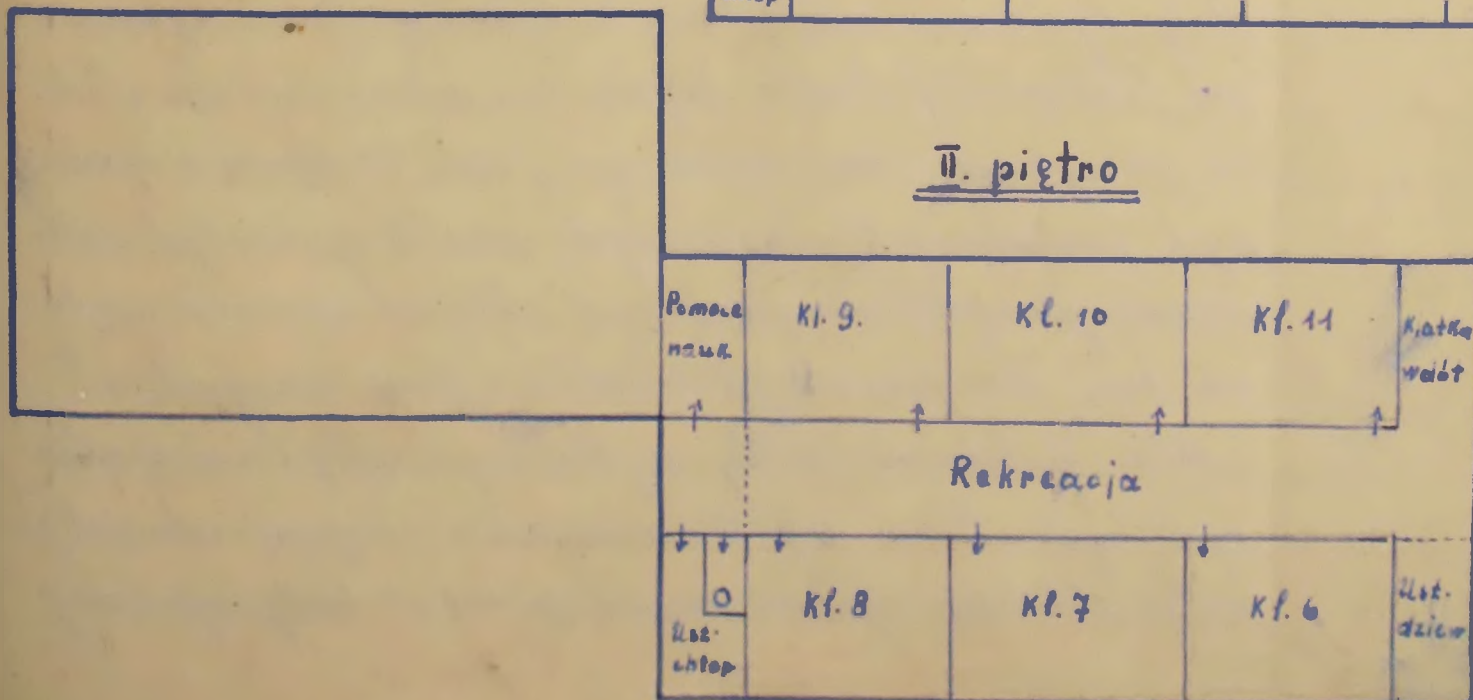 II. piętro
Pomoce
nauk.
Kl. 9.
Kl. 10
Kl. 11
Klatka
Rekreacja
Ust.
chłop
O
Kl. 8
Kl. 7
Kl. 6
Ust.
dziew